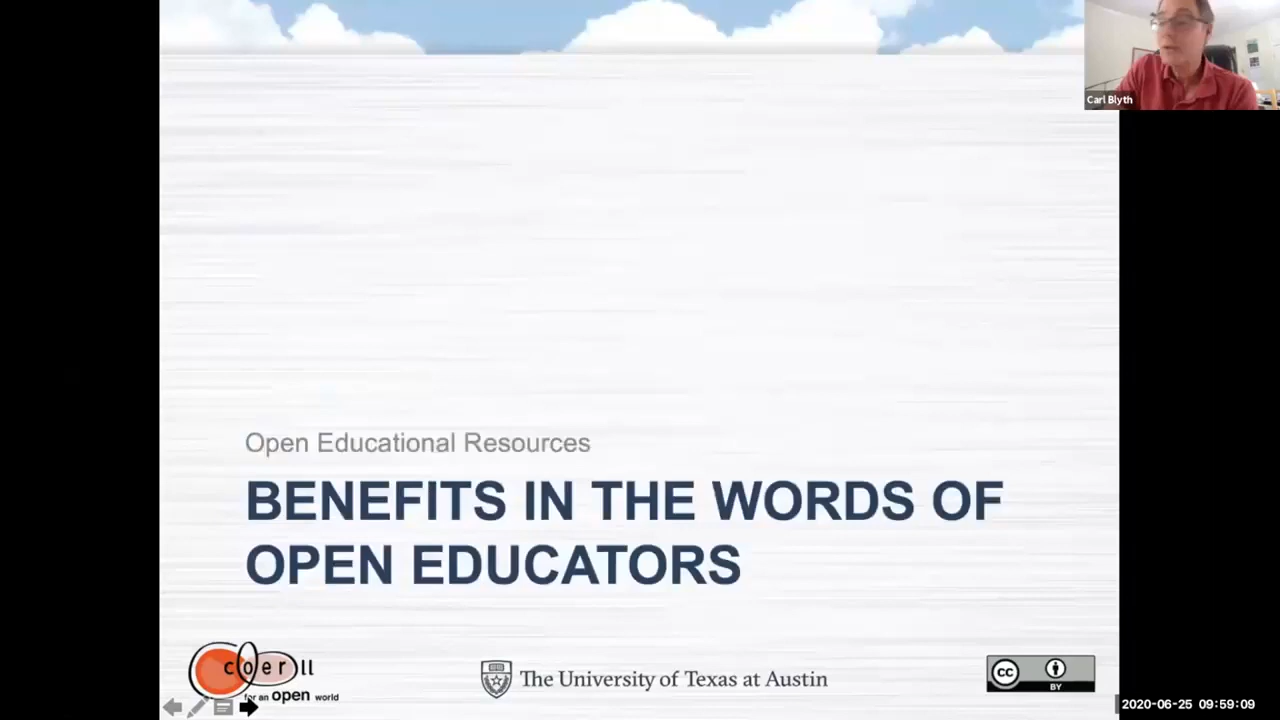 Carl Blyth
Open Educational Resources
BENEFITS IN THE WORDS OF
OPEN EDUCATORS
coerll
for an open world
The University of Texas at Austin
cc
BY
2020-06-25 09:59:09